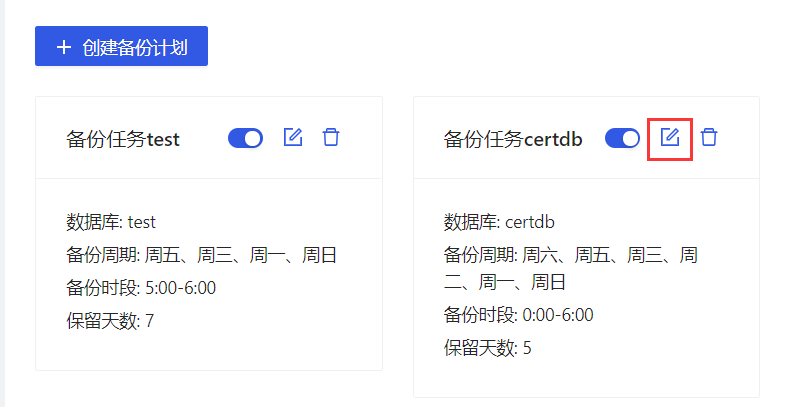 创建备份计划
备份任务test
数据库: test
备份周期: 周五、周三、周一、周日
备份时段: 5:00-6:00
保留天数: 7
备份任务certdb
数据库: certdb
备份周期: 周六、周五、周三、周
二、周一、周日
备份时段: 0:00-6:00
保留天数: 5